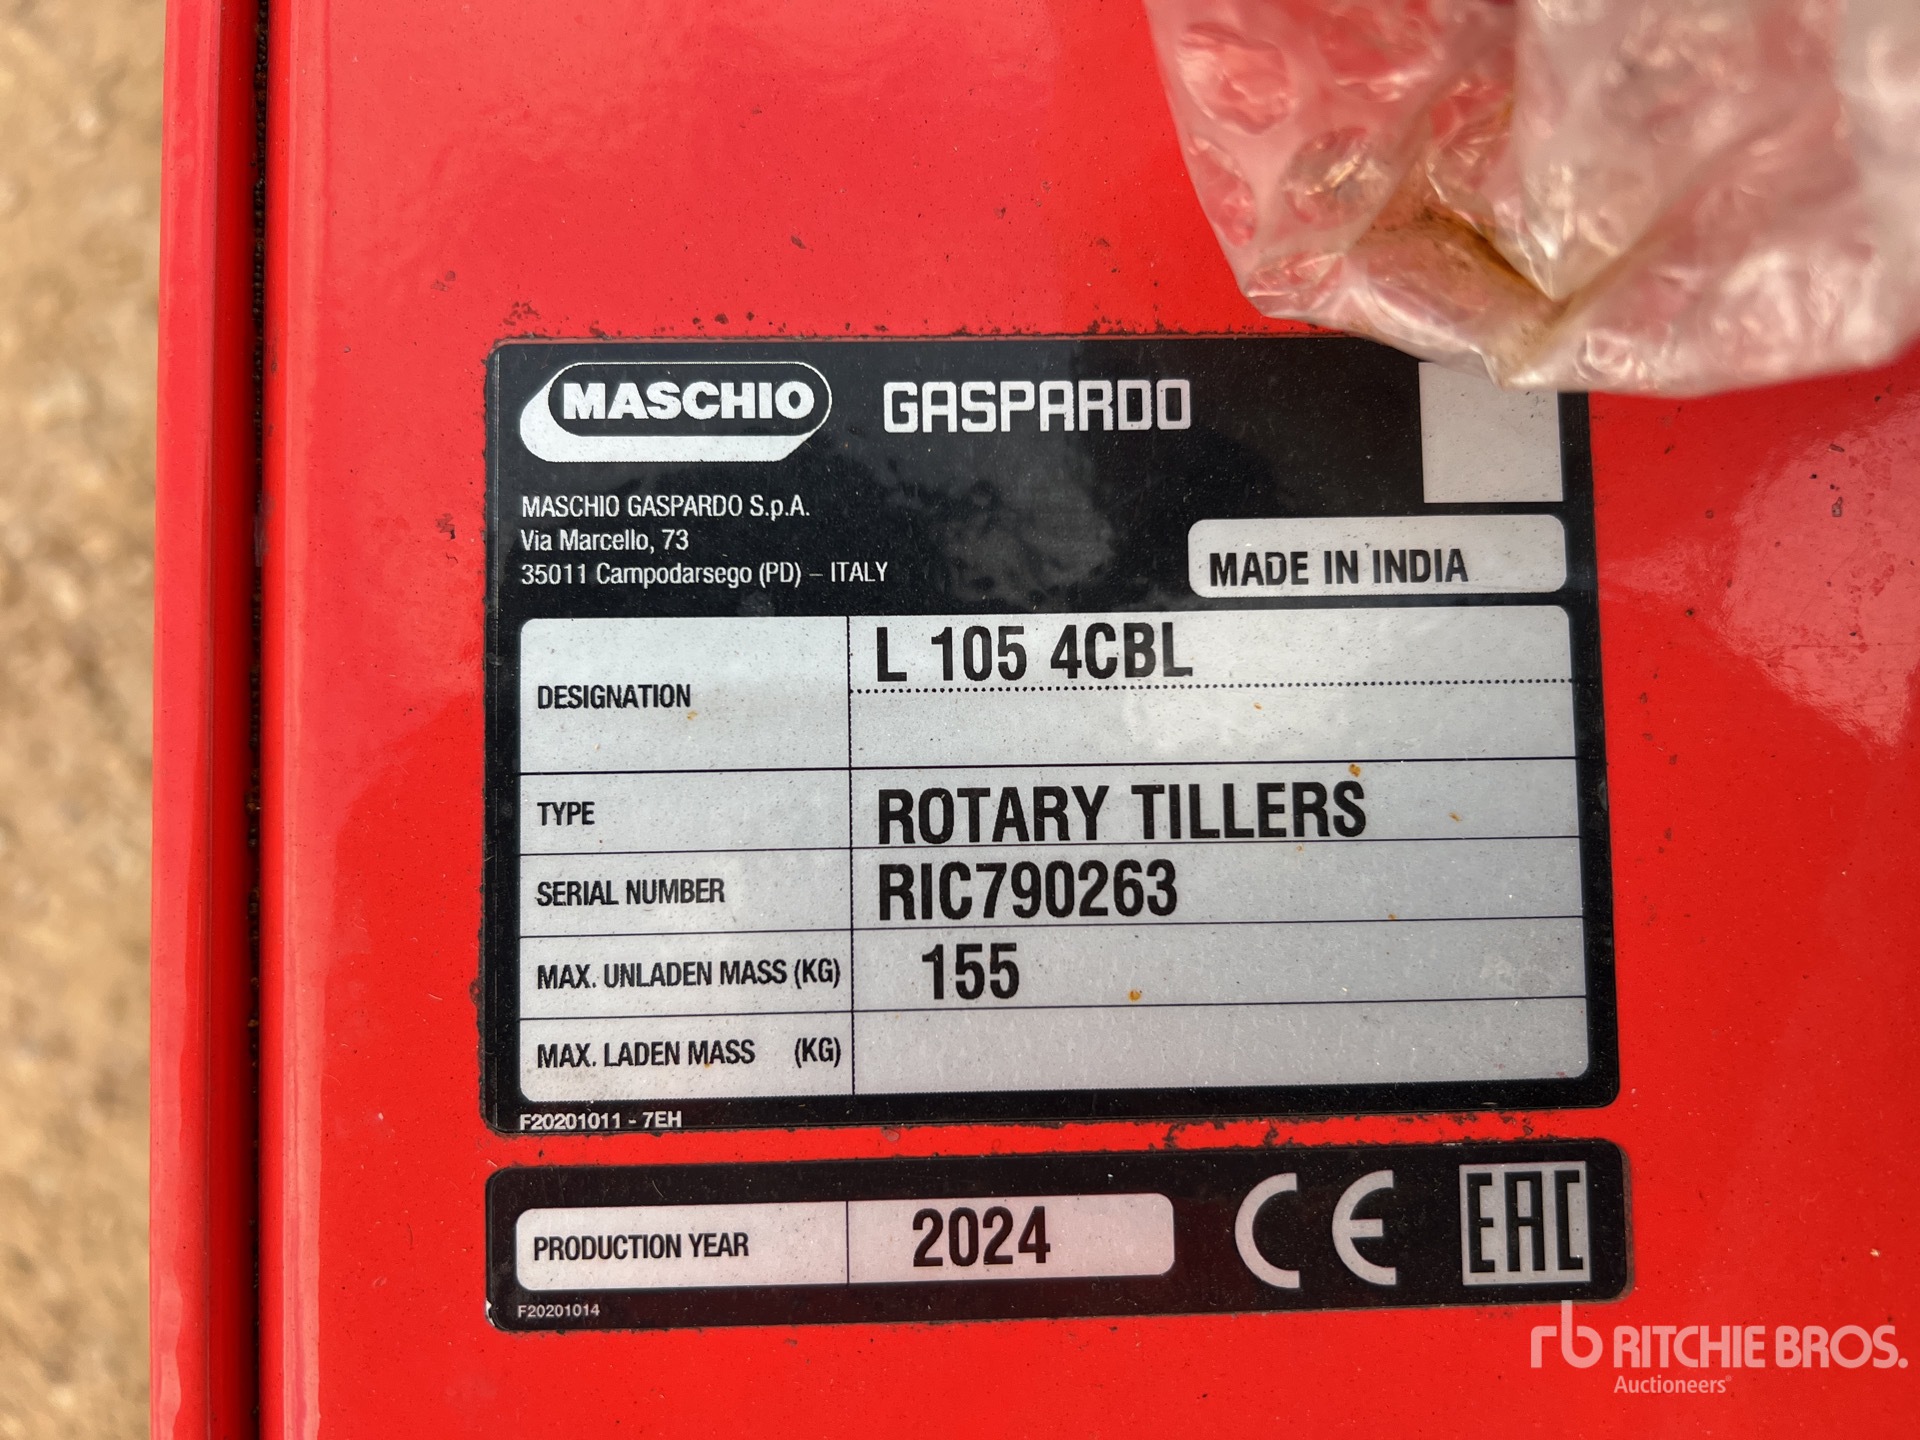 MASCHIO GASPARDO
MASCHIO GASPARDO S.p.A.
Via Marcello, 73
35011 Campodarsego (PD) – ITALY
MADE IN INDIA
DESIGNATION L 105 4CBL
TYPE ROTARY TILLERS
SERIAL NUMBER RIC790263
MAX. UNLADEN MASS (KG) 155
MAX. LADEN MASS (KG)
F20201011 - 7EH
PRODUCTION YEAR 2024 CE EAC
F20201014
rb RITCHIE BROS.
Auctioneers